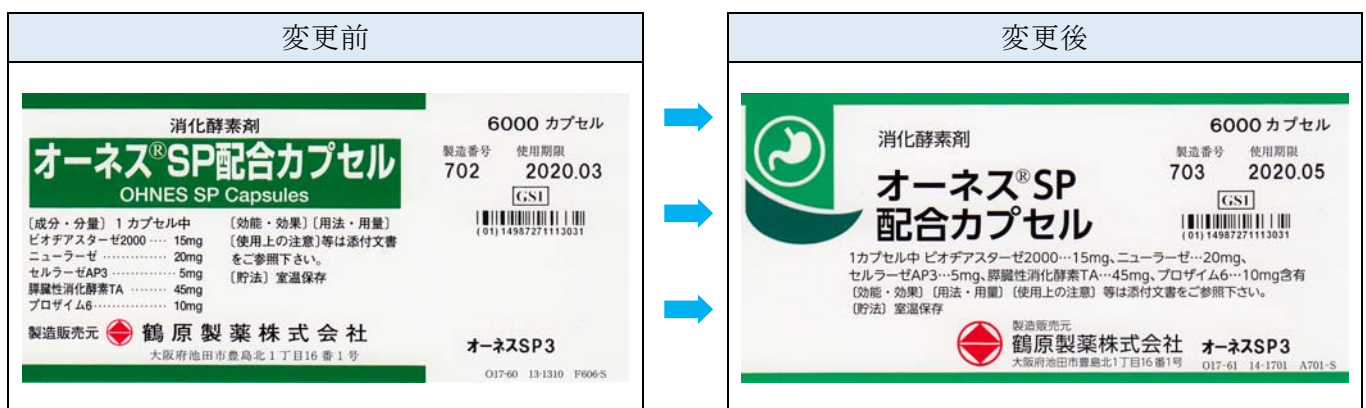 変更前
消化酵素剤
オーネス®SP配合カプセル
OHNES SP Capsules
〔成分・分量〕 1 カプセル中
ビオヂアスターゼ2000 ···· 15mg
ニューラーゼ ·············· 20mg
セルラーゼAP3 ············· 5mg
膵臓性消化酵素TA ········ 45mg
プロザイム6················ 10mg
〔効能・効果〕〔用法・用量〕
〔使用上の注意〕等は添付文書
をご参照下さい。
〔貯法〕室温保存
製造販売元 鶴原製薬株式会社
大阪府池田市豊島北1丁目16番1号
6000 カプセル
製造番号 使用期限
702 2020.03
GS1
(01)14987271113031
オーネスSP3
O17-60 13-1310 F606-S
変更後
消化酵素剤
オーネス®SP
配合カプセル
6000 カプセル
製造番号 使用期限
703 2020.05
GS1
(01)14987271113031
1カプセル中 ビオヂアスターゼ2000…15mg、ニューラーゼ…20mg、
セルラーゼAP3…5mg、膵臓性消化酵素TA…45mg、プロザイム6…10mg含有
〔効能・効果〕〔用法・用量〕〔使用上の注意〕等は添付文書をご参照下さい。
〔貯法〕室温保存
製造販売元
鶴原製薬株式会社
大阪府池田市豊島北1丁目16番1号
オーネスSP3
O17-61 14-1701 A701-S